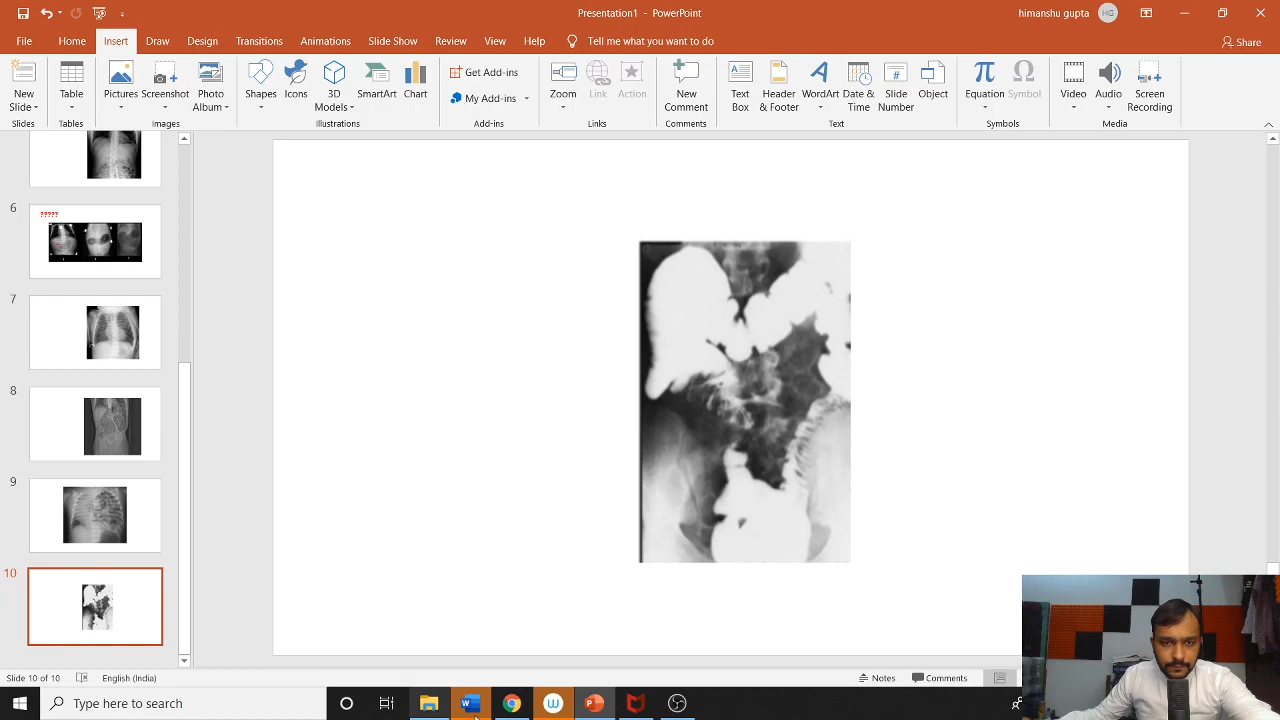 Presentation1 - PowerPoint
himanshu gupta
HG
File
Home
Insert
Draw
Design
Transitions
Animations
Slide Show
Review
View
Help
Tell me what you want to do
Share
New Slide
Table
Pictures
Screenshot
Photo Album
Shapes
Icons
3D Models
SmartArt
Chart
Get Add-ins
My Add-ins
Zoom
Link
Action
New Comment
Text Box
Header & Footer
WordArt
Date & Time
Slide Number
Object
Equation
Symbol
Video
Audio
Screen Recording
Slides
Tables
Images
Illustrations
Add-ins
Links
Comments
Text
Symbols
Media
6
?????
7
8
9
10
Slide 10 of 10
English (India)
Notes
Comments
Type here to search